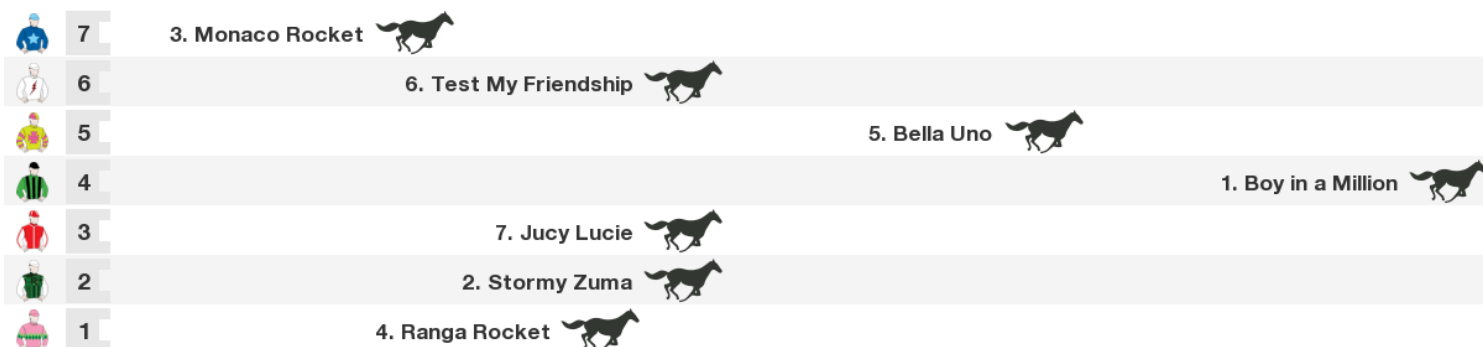 7 3. Monaco Rocket
6 6. Test My Friendship
5 5. Bella Uno
4 1. Boy in a Million
3 7. Jucy Lucie
2 2. Stormy Zuma
1 4. Ranga Rocket